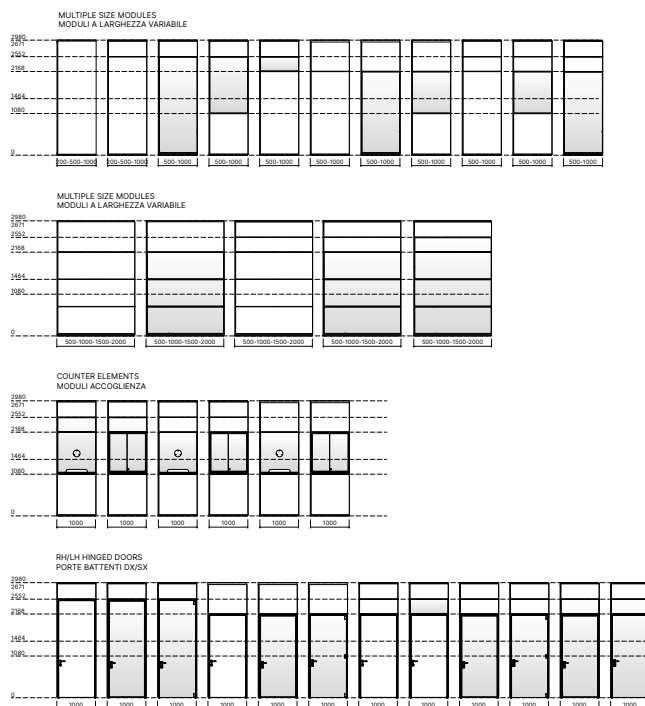 MULTIPLE SIZE MODULES
MODULI A LARGHEZZA VARIABILE
2980
2671
2552
2168
1464
1080
0
200-500-1000 200-500-1000 500-1000 500-1000 500-1000 500-1000 500-1000 500-1000 500-1000 500-1000 500-1000
MULTIPLE SIZE MODULES
MODULI A LARGHEZZA VARIABILE
2980
2671
2552
2168
1464
1080
0
500-1000-1500-2000 500-1000-1500-2000 500-1000-1500-2000 500-1000-1500-2000 500-1000-1500-2000
COUNTER ELEMENTS
MODULI ACCOGLIENZA
2980
2671
2552
2168
1464
1080
0
1000 1000 1000 1000 1000 1000
RH/LH HINGED DOORS
PORTE BATTENTI DX/SX
2980
2671
2552
2168
1464
1080
0
1000 1000 1000 1000 1000 1000 1000 1000 1000 1000 1000 1000